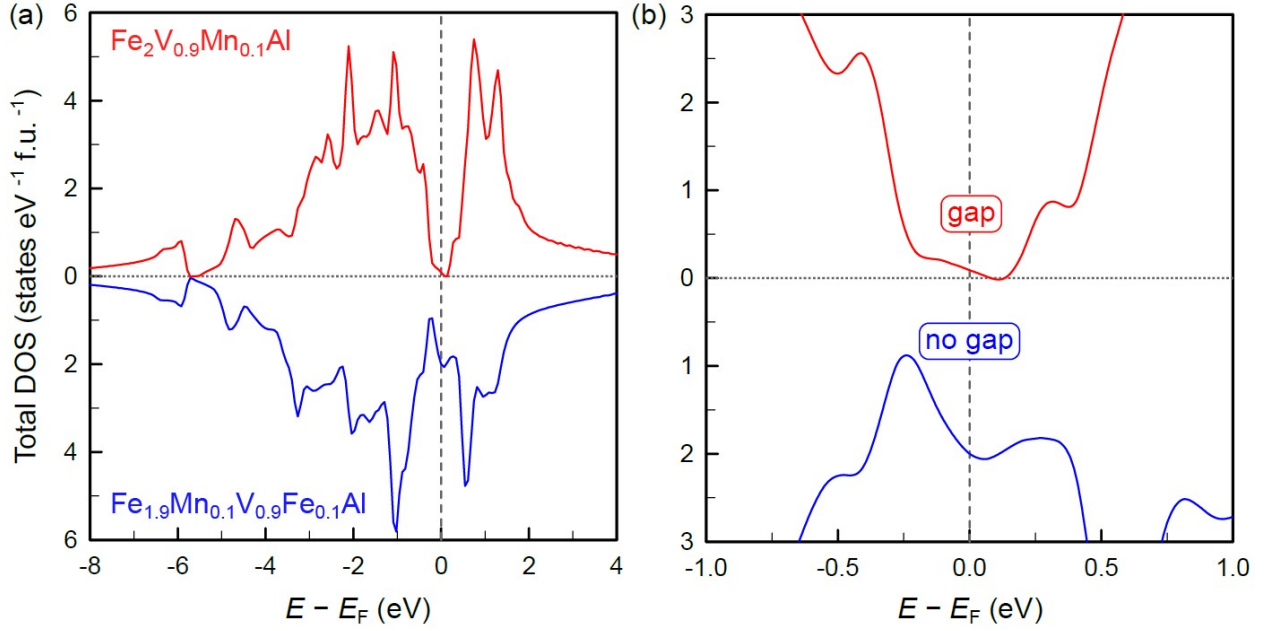 (a)
6
4
2
0
2
4
6
Total DOS (states eV ⁻¹ f.u. ⁻¹)
Fe₂V₀.₉Mn₀.₁Al
Fe₁.₉Mn₀.₁V₀.₉Fe₀.₁Al
-8 -6 -4 -2 0 2 4
E − E_F (eV)
(b)
3
2
1
0
1
2
3
gap
no gap
-1.0 -0.5 0.0 0.5 1.0
E − E_F (eV)